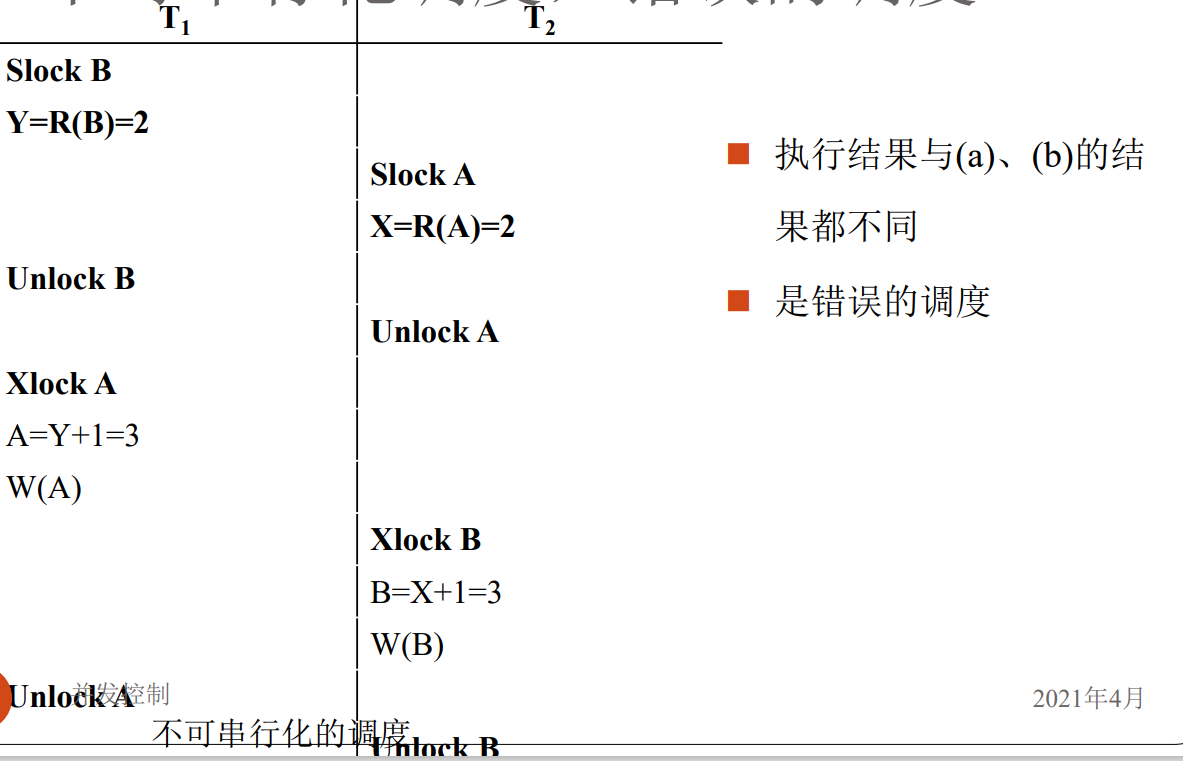 T1
T2
Slock B
Y=R(B)=2
Slock A
X=R(A)=2
Unlock B
Unlock A
Xlock A
A=Y+1=3
W(A)
Xlock B
B=X+1=3
W(B)
Unlock A
Unlock B
执行结果与(a)、(b)的结
果都不同
是错误的调度
并发控制
2021年4月
不可串行化的调度